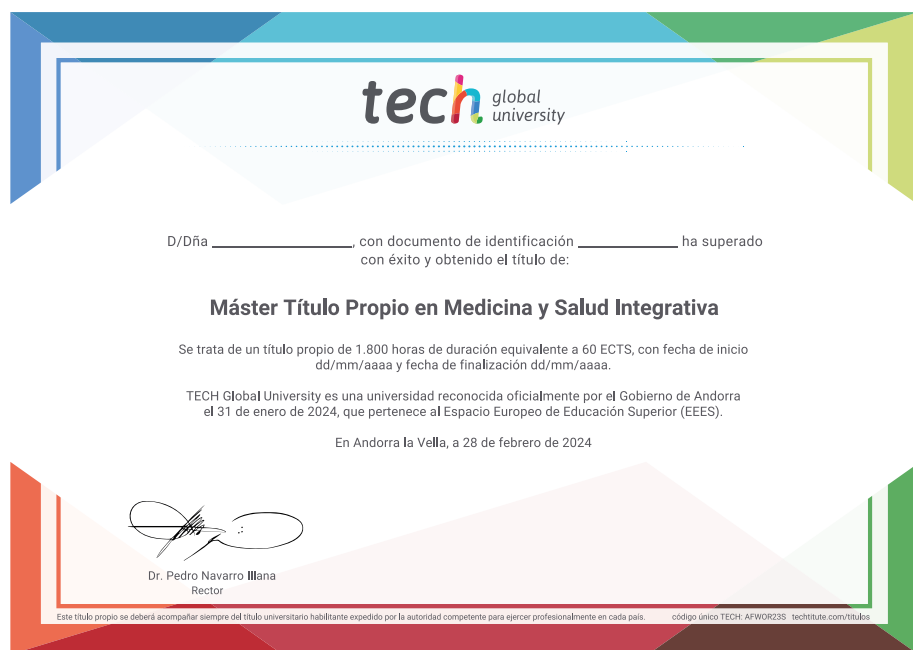 tech global university
D/Dña ______________, con documento de identificación __________ ha superado
con éxito y obtenido el título de:
Máster Título Propio en Medicina y Salud Integrativa
Se trata de un título propio de 1.800 horas de duración equivalente a 60 ECTS, con fecha de inicio
dd/mm/aaaa y fecha de finalización dd/mm/aaaa.
TECH Global University es una universidad reconocida oficialmente por el Gobierno de Andorra
el 31 de enero de 2024, que pertenece al Espacio Europeo de Educación Superior (EEES).
En Andorra la Vella, a 28 de febrero de 2024
Dr. Pedro Navarro Illana
Rector
Este título propio se deberá acompañar siempre del título universitario habilitante expedido por la autoridad competente para ejercer profesionalmente en cada país. código único TECH: AFWOR23S techtitute.com/titulos